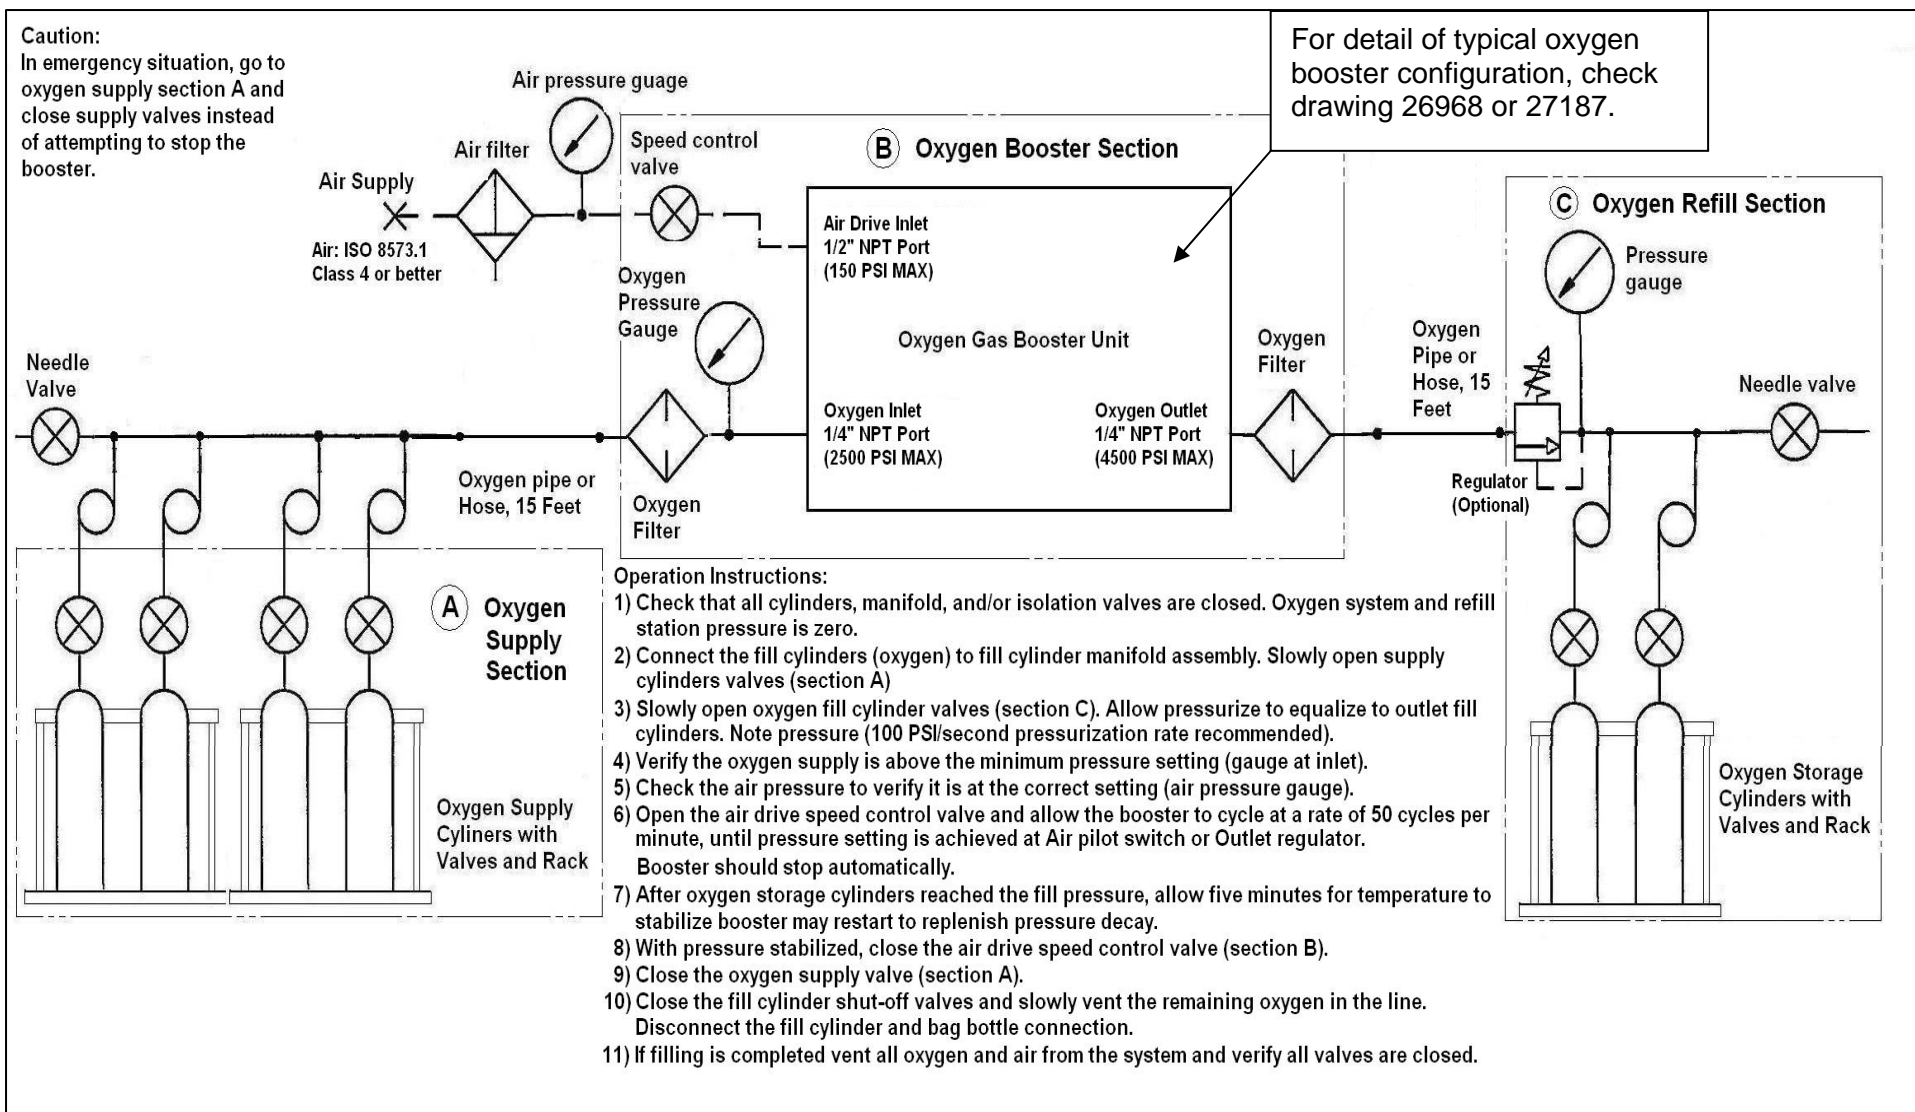 Caution:
In emergency situation, go to
oxygen supply section A and
close supply valves instead
of attempting to stop the
booster.
For detail of typical oxygen
booster configuration, check
drawing 26968 or 27187.
Air pressure guage
Air filter
Air Supply
Air: ISO 8573.1
Class 4 or better
Speed control
valve
B Oxygen Booster Section
Air Drive Inlet
1/2" NPT Port
(150 PSI MAX)
Oxygen
Pressure
Gauge
Oxygen Gas Booster Unit
Oxygen Inlet
1/4" NPT Port
(2500 PSI MAX)
Oxygen Outlet
1/4" NPT Port
(4500 PSI MAX)
Oxygen
Filter
Oxygen
Filter
Oxygen
Pipe or
Hose, 15
Feet
C Oxygen Refill Section
Pressure
gauge
Needle valve
Regulator
(Optional)
Needle
Valve
Oxygen pipe or
Hose, 15 Feet
A Oxygen
Supply
Section
Oxygen Supply
Cyliners with
Valves and Rack
Oxygen Storage
Cylinders with
Valves and Rack
Operation Instructions:
1) Check that all cylinders, manifold, and/or isolation valves are closed. Oxygen system and refill
station pressure is zero.
2) Connect the fill cylinders (oxygen) to fill cylinder manifold assembly. Slowly open supply
cylinders valves (section A)
3) Slowly open oxygen fill cylinder valves (section C). Allow pressurize to equalize to outlet fill
cylinders. Note pressure (100 PSI/second pressurization rate recommended).
4) Verify the oxygen supply is above the minimum pressure setting (gauge at inlet).
5) Check the air pressure to verify it is at the correct setting (air pressure gauge).
6) Open the air drive speed control valve and allow the booster to cycle at a rate of 50 cycles per
minute, until pressure setting is achieved at Air pilot switch or Outlet regulator.
Booster should stop automatically.
7) After oxygen storage cylinders reached the fill pressure, allow five minutes for temperature to
stabilize booster may restart to replenish pressure decay.
8) With pressure stabilized, close the air drive speed control valve (section B).
9) Close the oxygen supply valve (section A).
10) Close the fill cylinder shut-off valves and slowly vent the remaining oxygen in the line.
Disconnect the fill cylinder and bag bottle connection.
11) If filling is completed vent all oxygen and air from the system and verify all valves are closed.